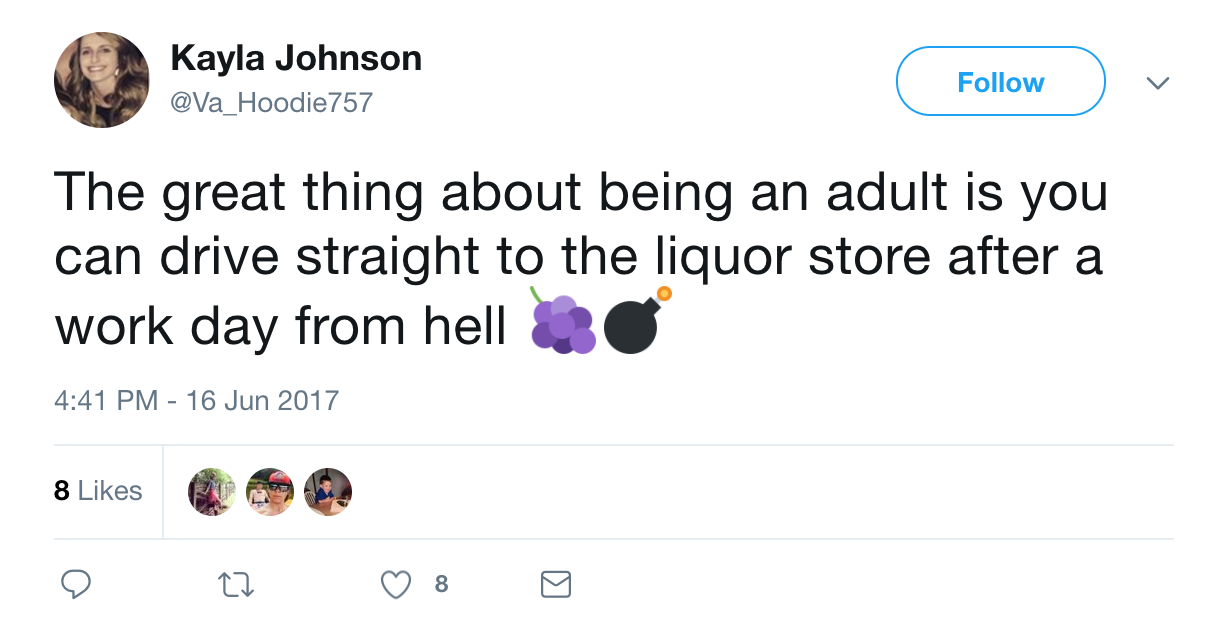 Kayla Johnson
@Va_Hoodie757
Follow
The great thing about being an adult is you
can drive straight to the liquor store after a
work day from hell 🍇💣
4:41 PM - 16 Jun 2017
8 Likes
8